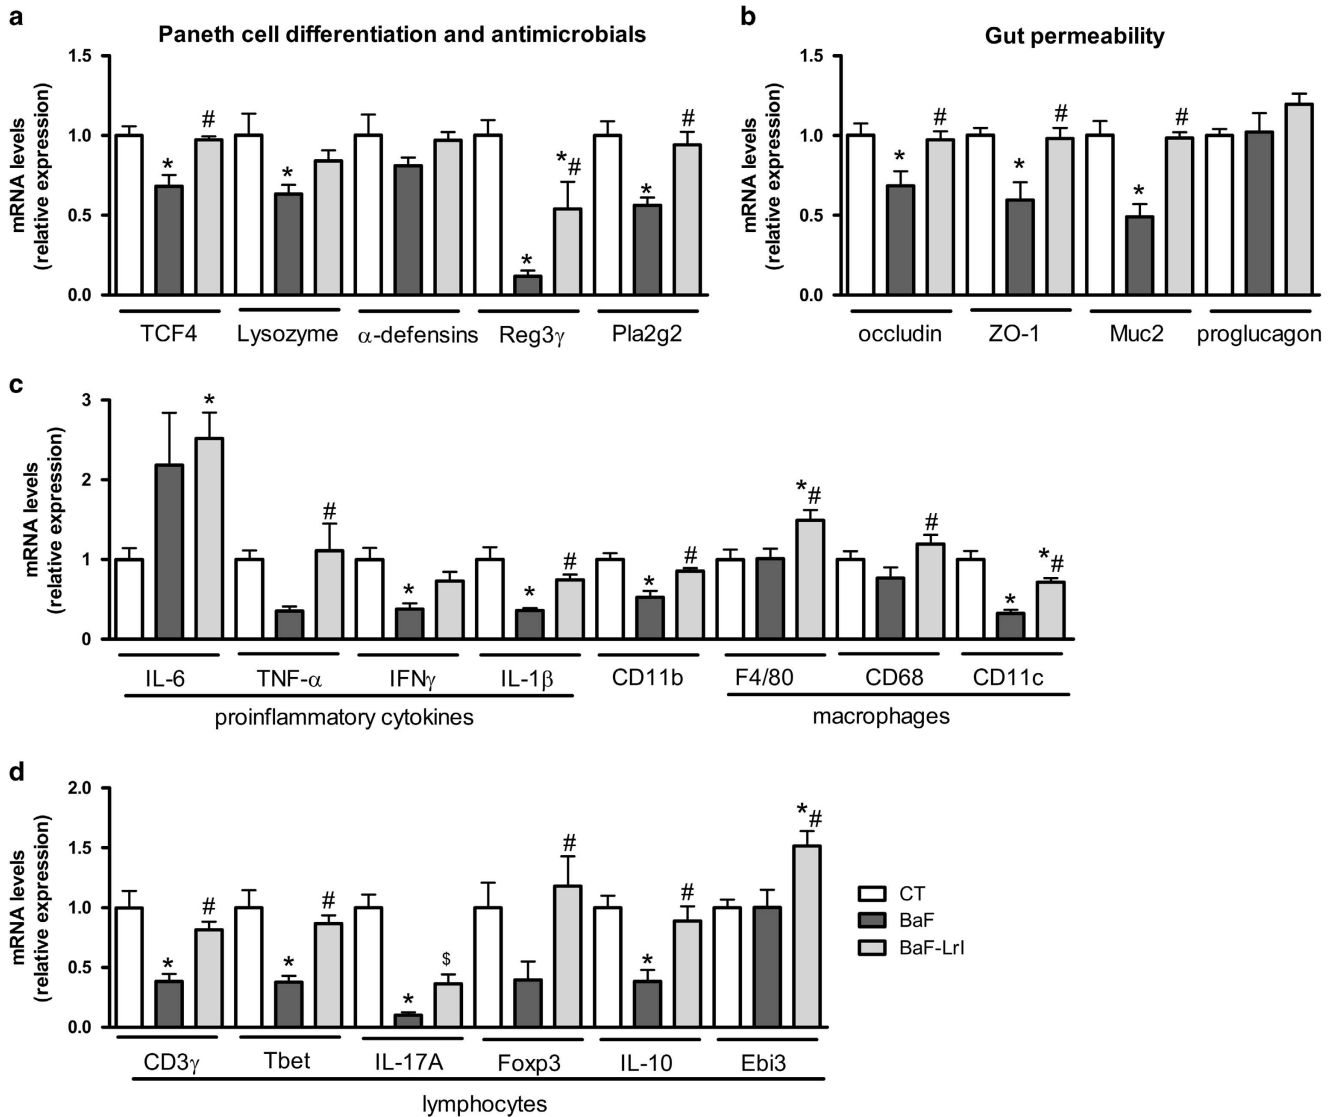 a
Paneth cell differentiation and antimicrobials
mRNA levels
(relative expression)
1.5
1.0
0.5
0.0
* # * * *# * #
TCF4 Lysozyme α-defensins Reg3γ Pla2g2
b
Gut permeability
mRNA levels
(relative expression)
1.5
1.0
0.5
0.0
* # * # * #
occludin ZO-1 Muc2 proglucagon
c
mRNA levels
(relative expression)
3
2
1
0
* # * * # * # *# # * *#
IL-6 TNF-α IFNγ IL-1β CD11b F4/80 CD68 CD11c
proinflammatory cytokines macrophages
d
mRNA levels
(relative expression)
2.0
1.5
1.0
0.5
0.0
* # * # * $ # * # *#
CD3γ Tbet IL-17A Foxp3 IL-10 Ebi3
lymphocytes
CT
BaF
BaF-Lrl